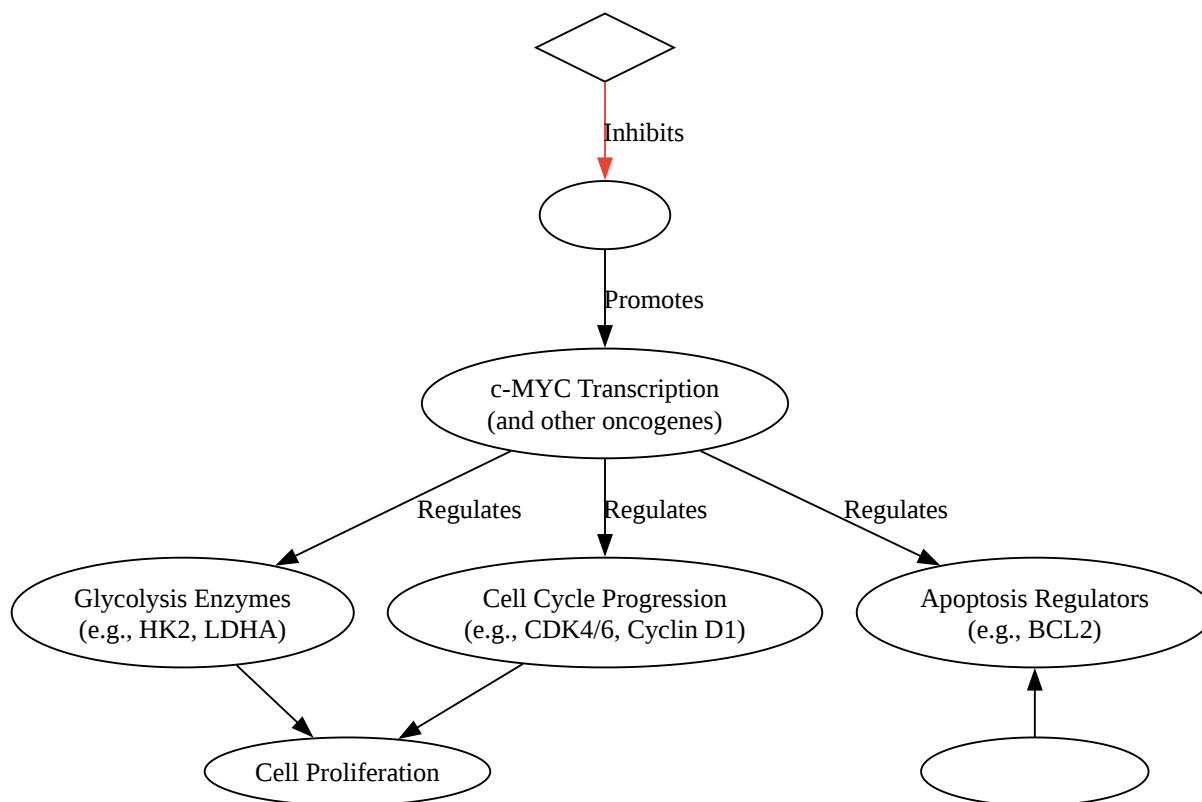 Inhibits
Promotes
c-MYC Transcription
(and other oncogenes)
Regulates
Regulates
Regulates
Glycolysis Enzymes
(e.g., HK2, LDHA)
Cell Cycle Progression
(e.g., CDK4/6, Cyclin D1)
Apoptosis Regulators
(e.g., BCL2)
Cell Proliferation